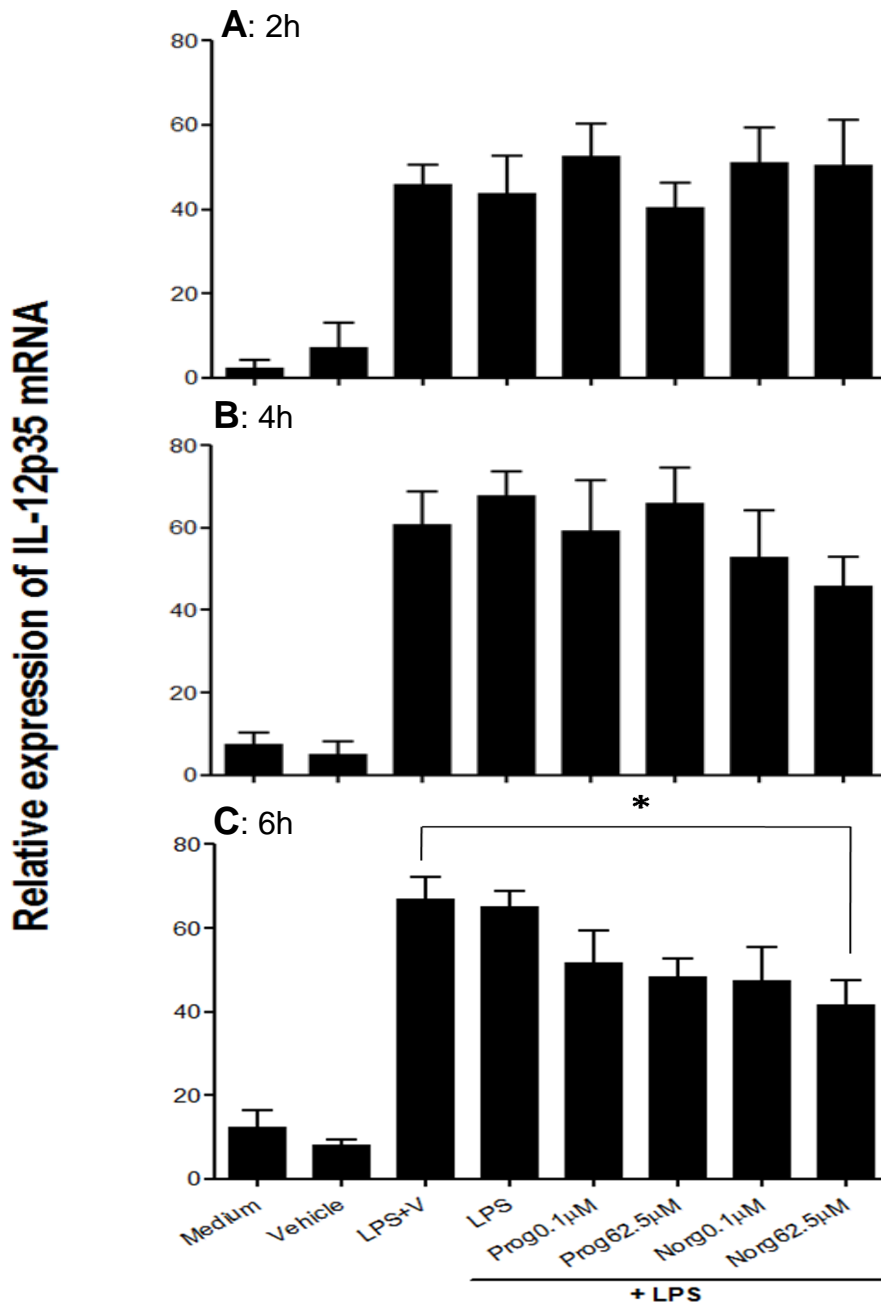 Relative expression of IL-12p35 mRNA
A: 2h
80
60
40
20
0
B: 4h
80
60
40
20
0
C: 6h
*
80
60
40
20
0
Medium
Vehicle
LPS+V
LPS
Prog0.1µM
Prog62.5µM
Norg0.1µM
Norg62.5µM
+ LPS